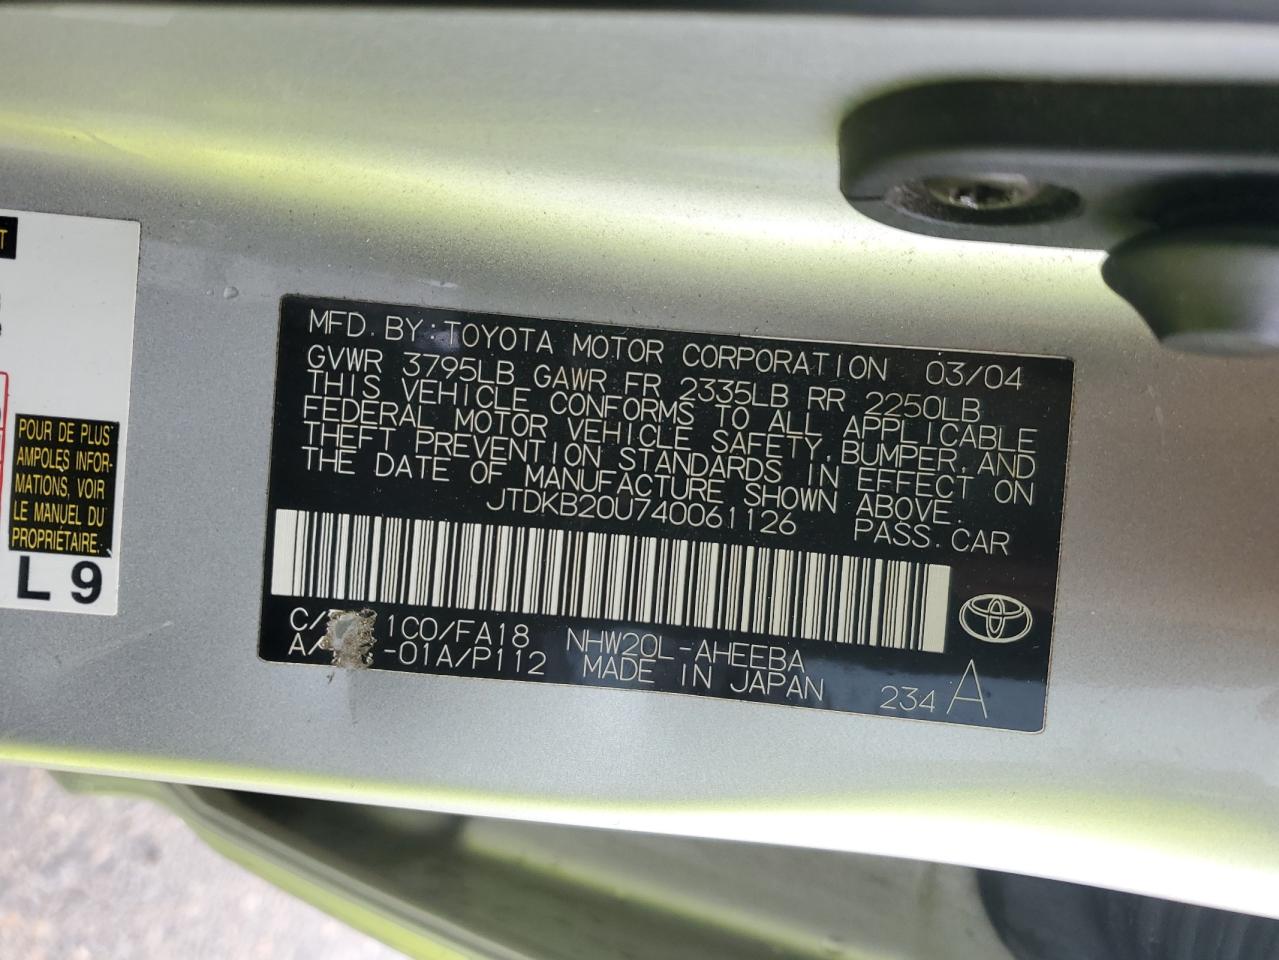 T
POUR DE PLUS
AMPOLES INFOR-
MATIONS, VOIR
LE MANUEL DU
PROPRIÉTAIRE.
L9
MFD. BY: TOYOTA MOTOR CORPORATION 03/04
GVWR 3795LB GAWR FR 2335LB RR 2250LB
THIS VEHICLE CONFORMS TO ALL APPLICABLE
FEDERAL MOTOR VEHICLE SAFETY, BUMPER, AND
THEFT PREVENTION STANDARDS IN EFFECT ON
THE DATE OF MANUFACTURE SHOWN ABOVE.
JTDKB20U740061126 PASS. CAR
C/ 1C0/FA18 NHW20L-AHEEBA
A/ -01A/P112 MADE IN JAPAN 234 A